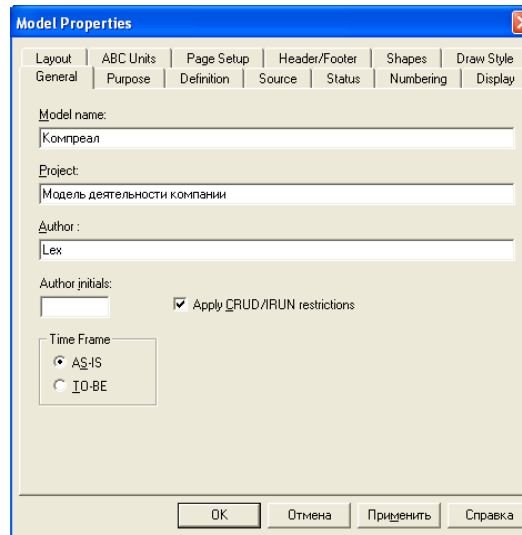 Model Properties
Layout ABC Units Page Setup Header/Footer Shapes Draw Style
General Purpose Definition Source Status Numbering Display
Model name:
Компреал
Project:
Модель деятельности компании
Author :
Lex
Author initials:
Apply CRUD/IRUN restrictions
Time Frame
AS-IS
TO-BE
OK Отмена Применить Справка